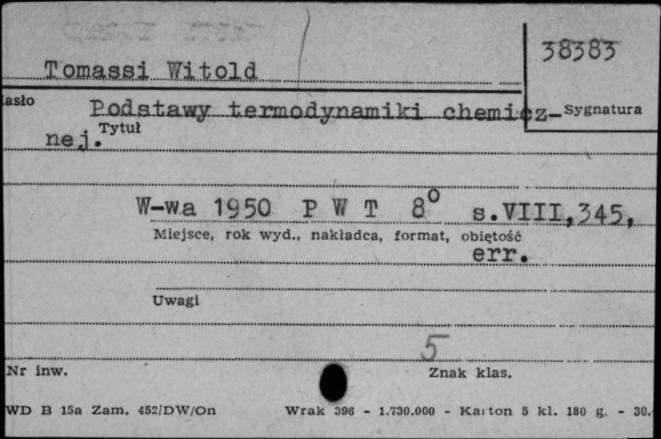 38383
Tomassi Witold
asło Podstawy termodynamiki chemicz- Sygnatura
nej. Tytuł
W-wa 1950 P W T 8° s.VIII,345,
Miejsce, rok wyd., nakładca, format, obiętość
err.
Uwagi
5
Nr inw. Znak klas.
WD B 15a Zam. 452/DW/On Wrak 396 - 1.730.000 - Karton 5 kl. 180 g. - 30.